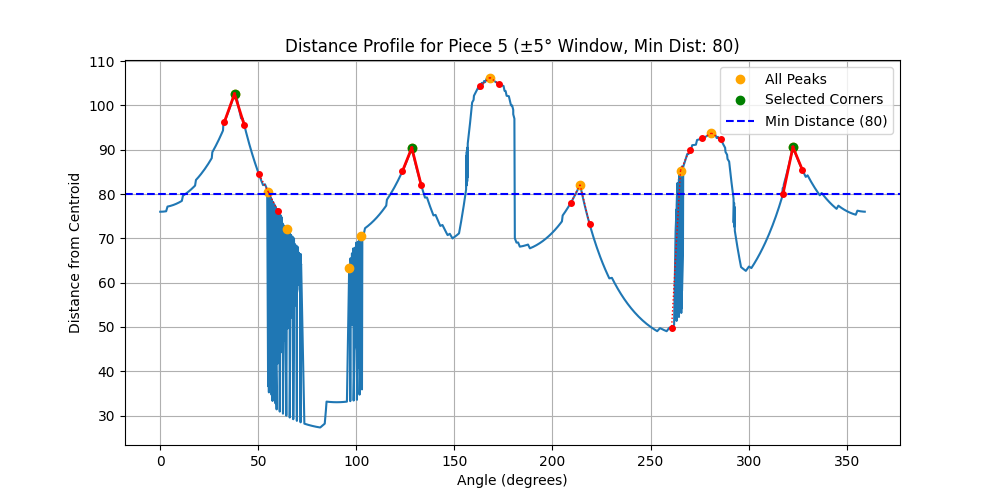 Distance Profile for Piece 5 (±5° Window, Min Dist: 80)
All Peaks
Selected Corners
Min Distance (80)
Distance from Centroid
110
100
90
80
70
60
50
40
30
0 50 100 150 200 250 300 350
Angle (degrees)